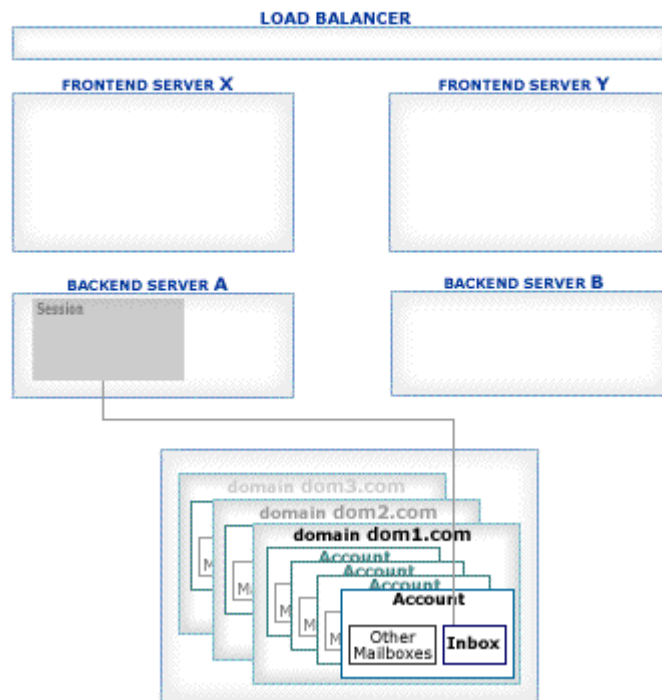 LOAD BALANCER
FRONTEND SERVER X
FRONTEND SERVER Y
BACKEND SERVER A
BACKEND SERVER B
Session
domain dom3.com
domain dom2.com
domain dom1.com
Account
Account
Account
Account
M
Ma
M
M
M
Other
Mailboxes
Inbox